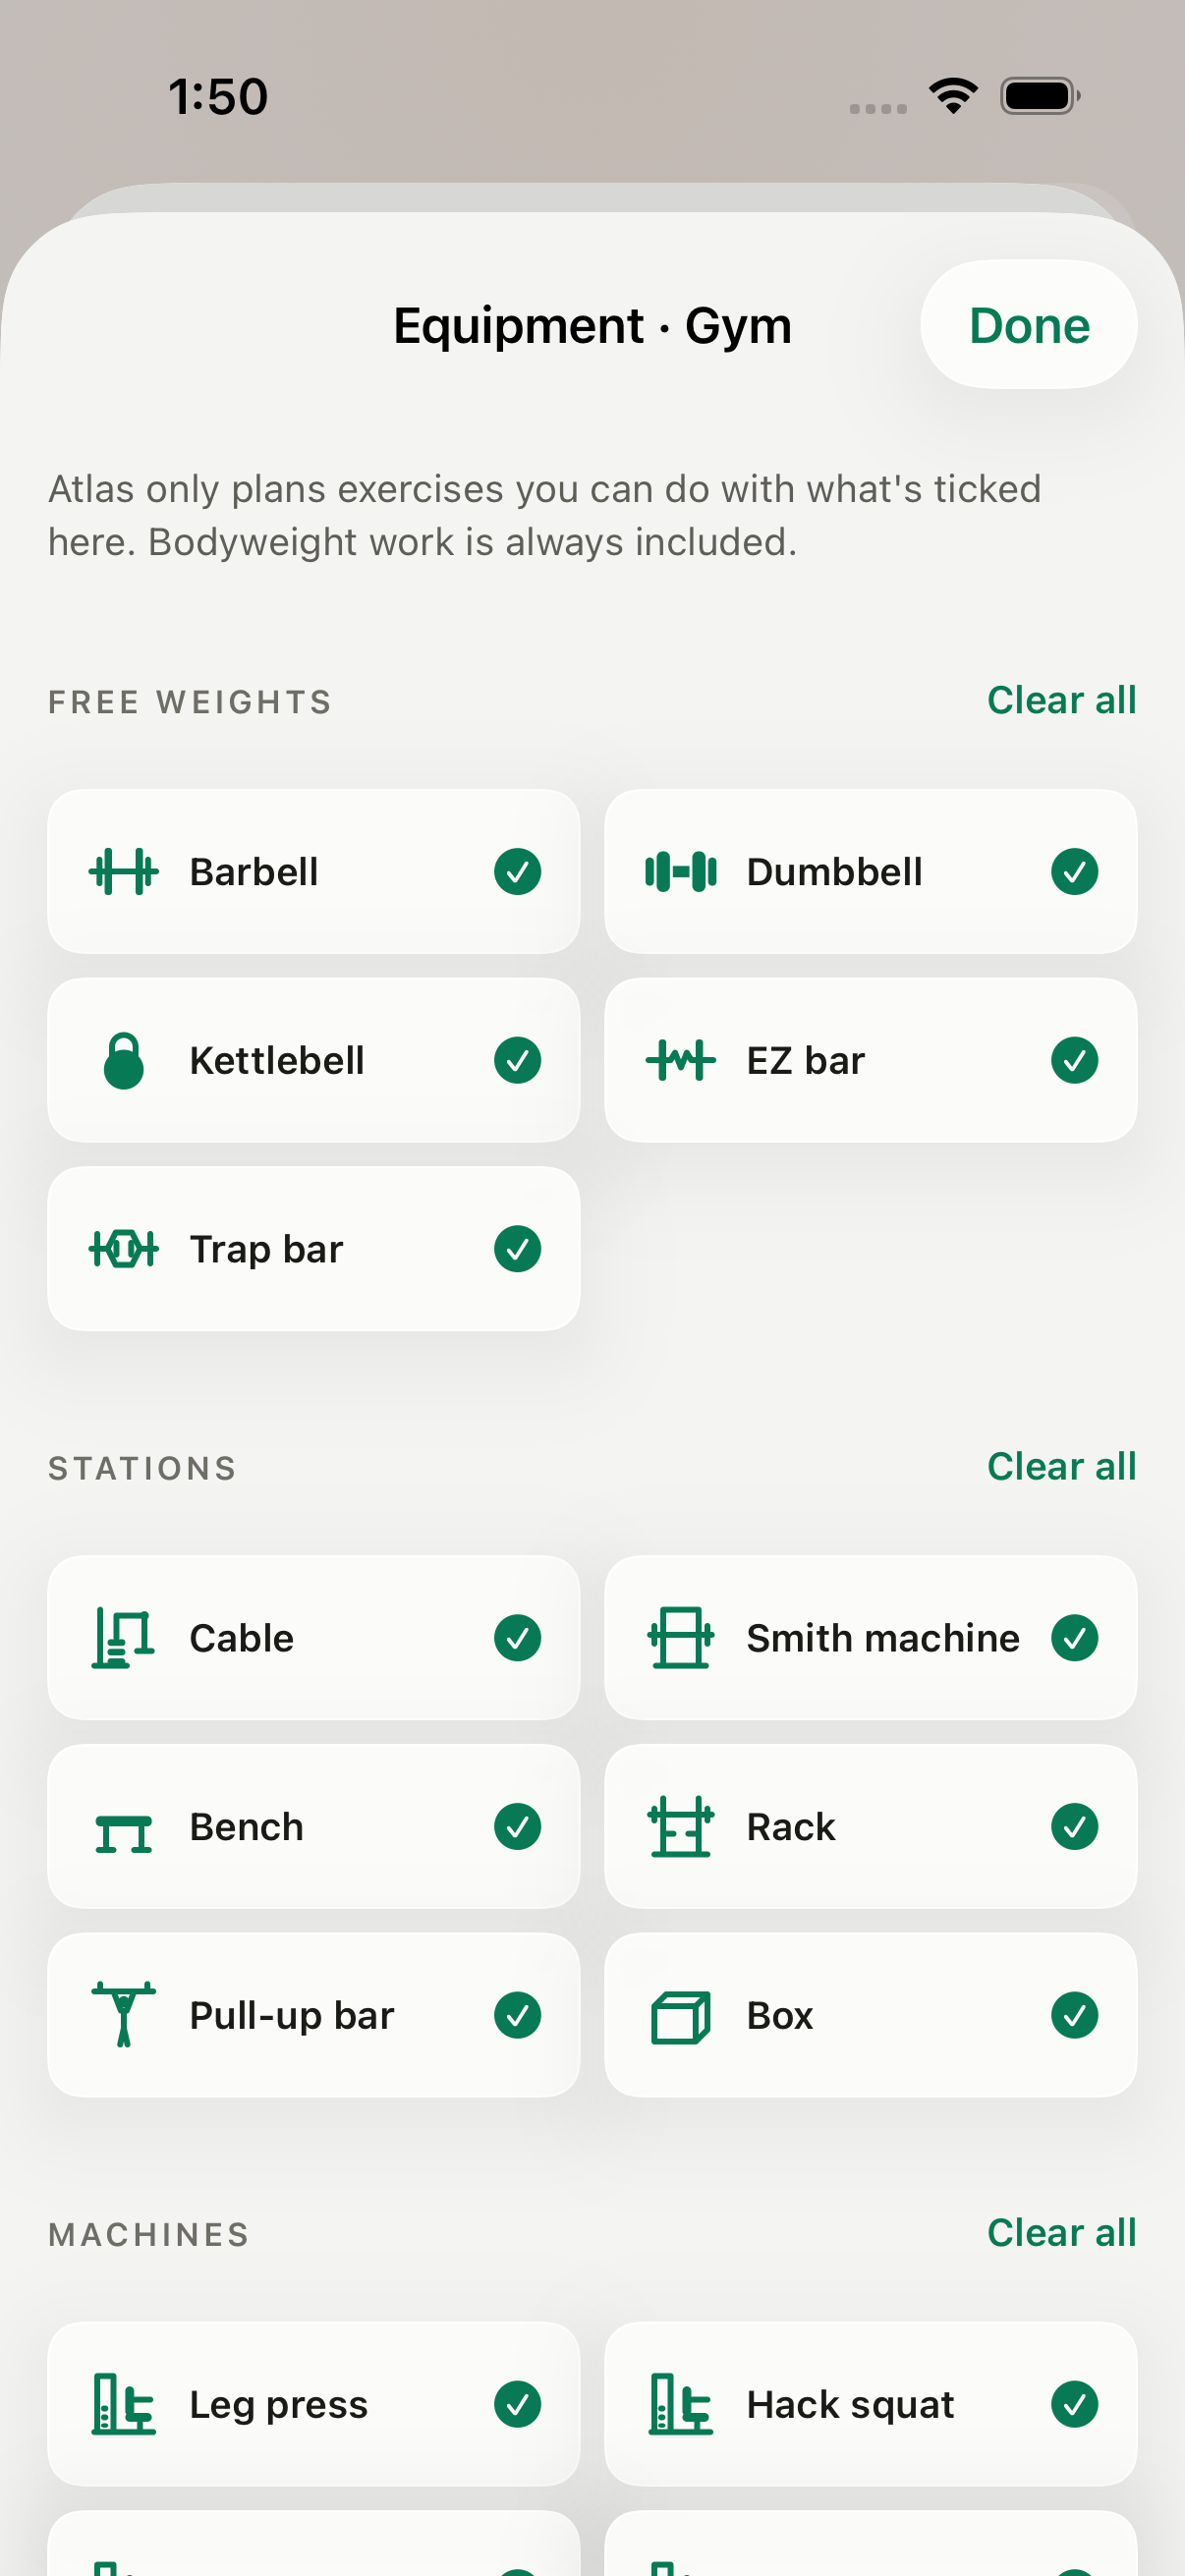 1:50
Equipment · Gym
Done
Atlas only plans exercises you can do with what's ticked
here. Bodyweight work is always included.
FREE WEIGHTS
Clear all
Barbell
Dumbbell
Kettlebell
EZ bar
Trap bar
STATIONS
Clear all
Cable
Smith machine
Bench
Rack
Pull-up bar
Box
MACHINES
Clear all
Leg press
Hack squat